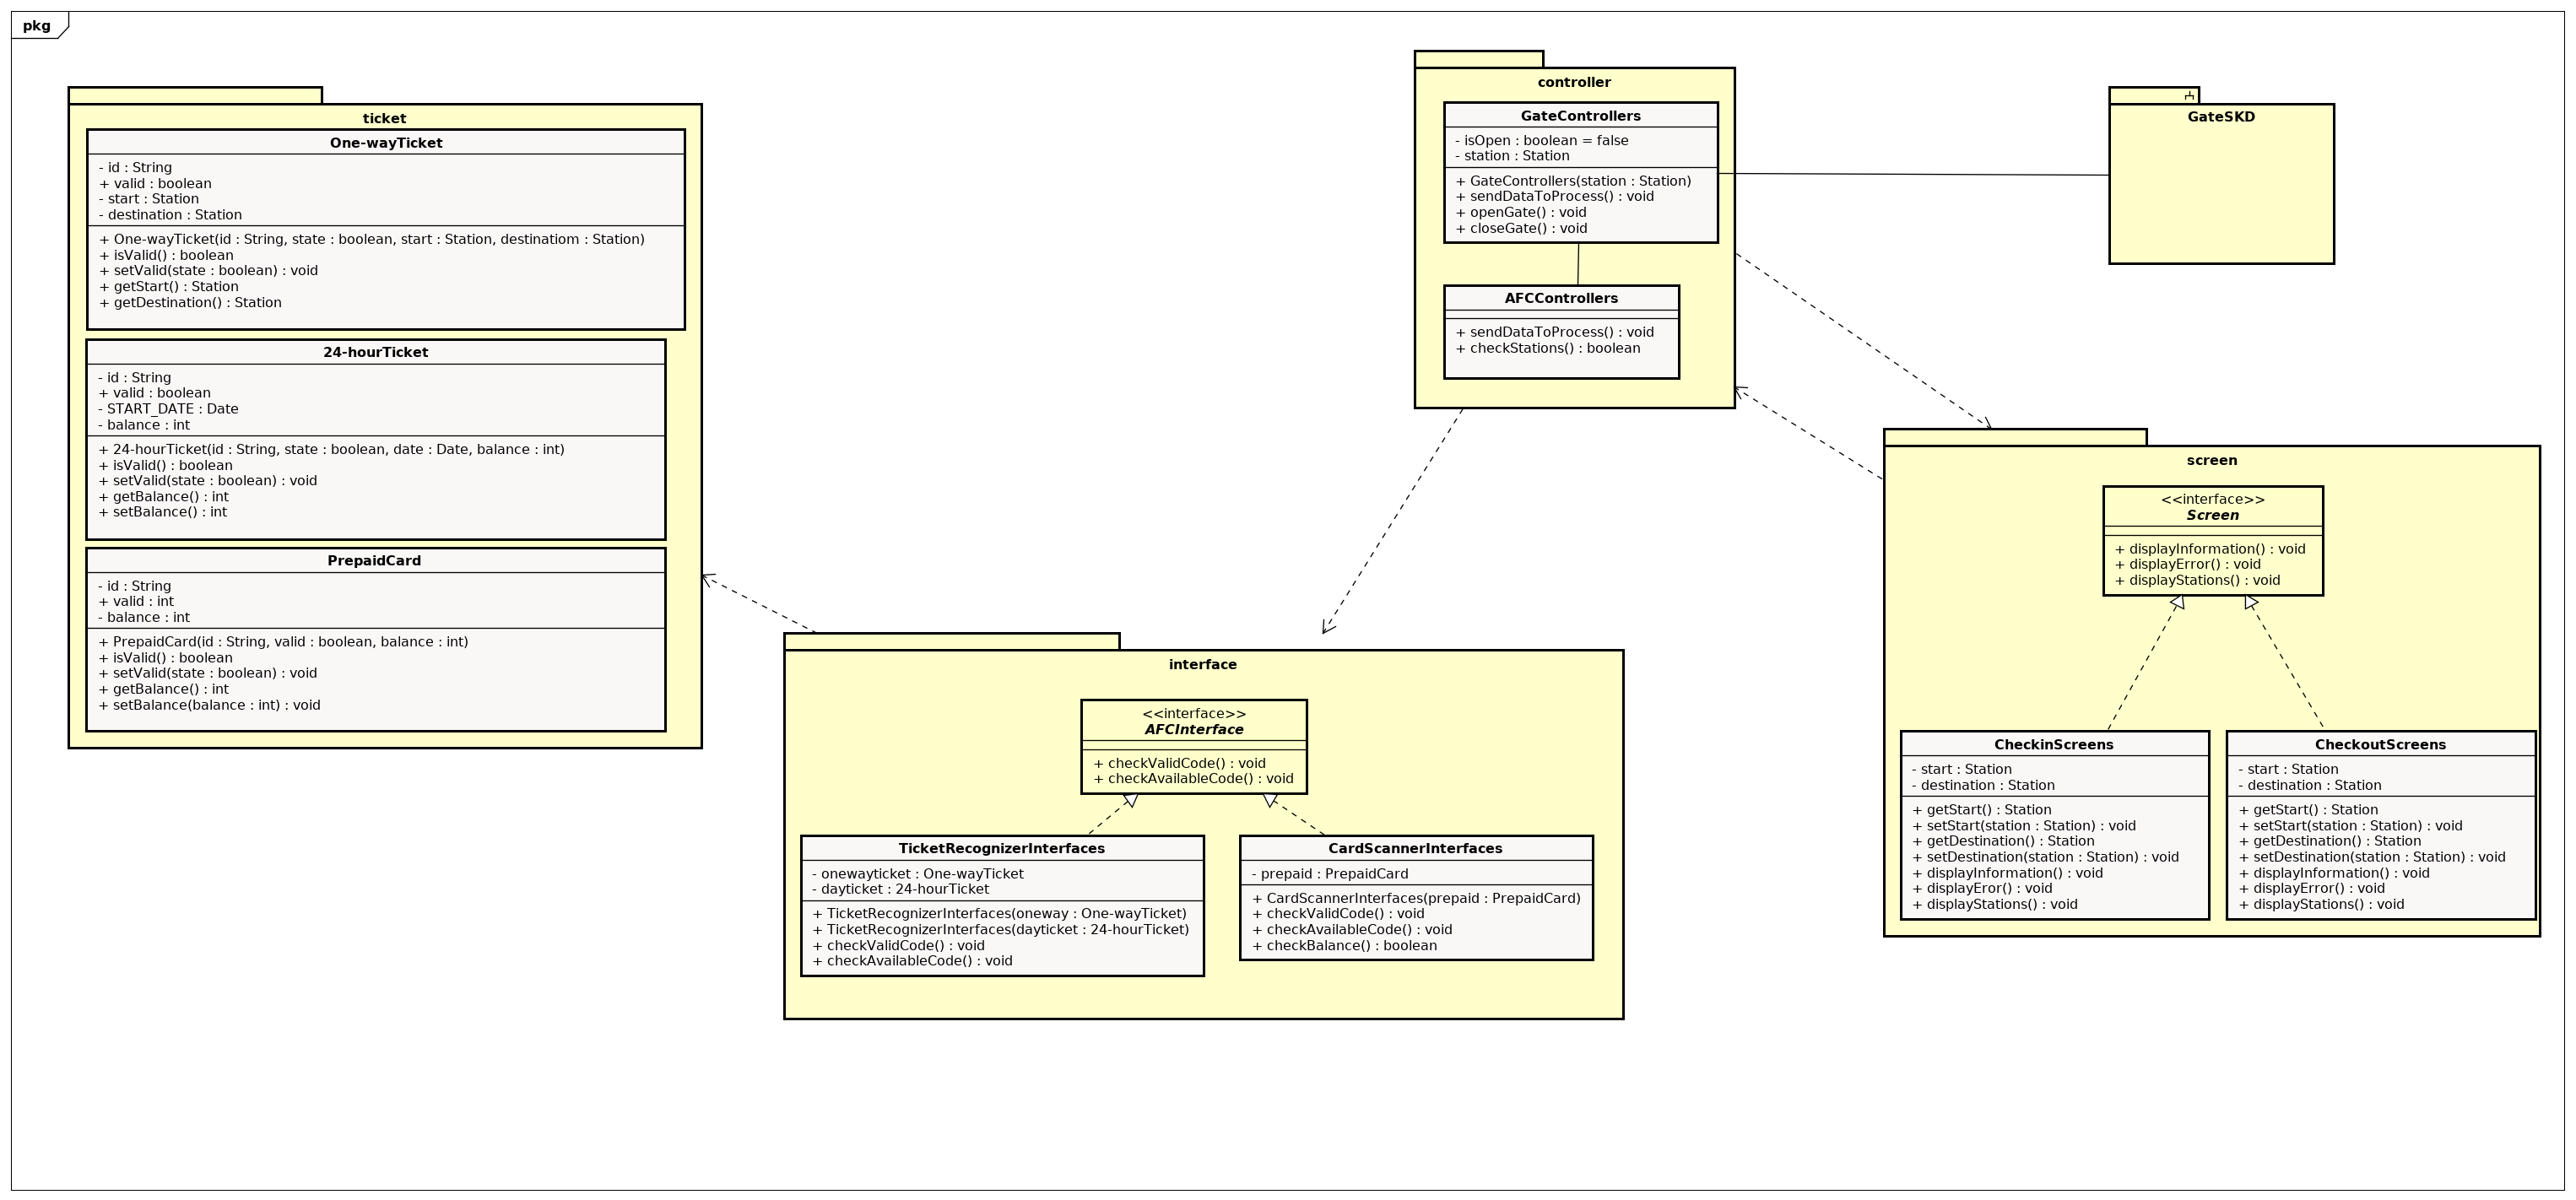 pkg
ticket
One-wayTicket
- id : String
+ valid : boolean
- start : Station
- destination : Station
+ One-wayTicket(id : String, state : boolean, start : Station, destinatiom : Station)
+ isValid() : boolean
+ setValid(state : boolean) : void
+ getStart() : Station
+ getDestination() : Station
24-hourTicket
- id : String
+ valid : boolean
- START_DATE : Date
- balance : int
+ 24-hourTicket(id : String, state : boolean, date : Date, balance : int)
+ isValid() : boolean
+ setValid(state : boolean) : void
+ getBalance() : int
+ setBalance() : int
PrepaidCard
- id : String
+ valid : int
- balance : int
+ PrepaidCard(id : String, valid : boolean, balance : int)
+ isValid() : boolean
+ setValid(state : boolean) : void
+ getBalance() : int
+ setBalance(balance : int) : void
controller
GateControllers
- isOpen : boolean = false
- station : Station
+ GateControllers(station : Station)
+ sendDataToProcess() : void
+ openGate() : void
+ closeGate() : void
AFCControllers
+ sendDataToProcess() : void
+ checkStations() : boolean
GateSKD
interface
<<interface>>
AFCInterface
+ checkValidCode() : void
+ checkAvailableCode() : void
TicketRecognizerInterfaces
- onewayticket : One-wayTicket
- dayticket : 24-hourTicket
+ TicketRecognizerInterfaces(oneway : One-wayTicket)
+ TicketRecognizerInterfaces(dayticket : 24-hourTicket)
+ checkValidCode() : void
+ checkAvailableCode() : void
CardScannerInterfaces
- prepaid : PrepaidCard
+ CardScannerInterfaces(prepaid : PrepaidCard)
+ checkValidCode() : void
+ checkAvailableCode() : void
+ checkBalance() : boolean
screen
<<interface>>
Screen
+ displayInformation() : void
+ displayError() : void
+ displayStations() : void
CheckinScreens
- start : Station
- destination : Station
+ getStart() : Station
+ setStart(station : Station) : void
+ getDestination() : Station
+ setDestination(station : Station) : void
+ displayInformation() : void
+ displayEror() : void
+ displayStations() : void
CheckoutScreens
- start : Station
- destination : Station
+ getStart() : Station
+ setStart(station : Station) : void
+ getDestination() : Station
+ setDestination(station : Station) : void
+ displayInformation() : void
+ displayError() : void
+ displayStations() : void